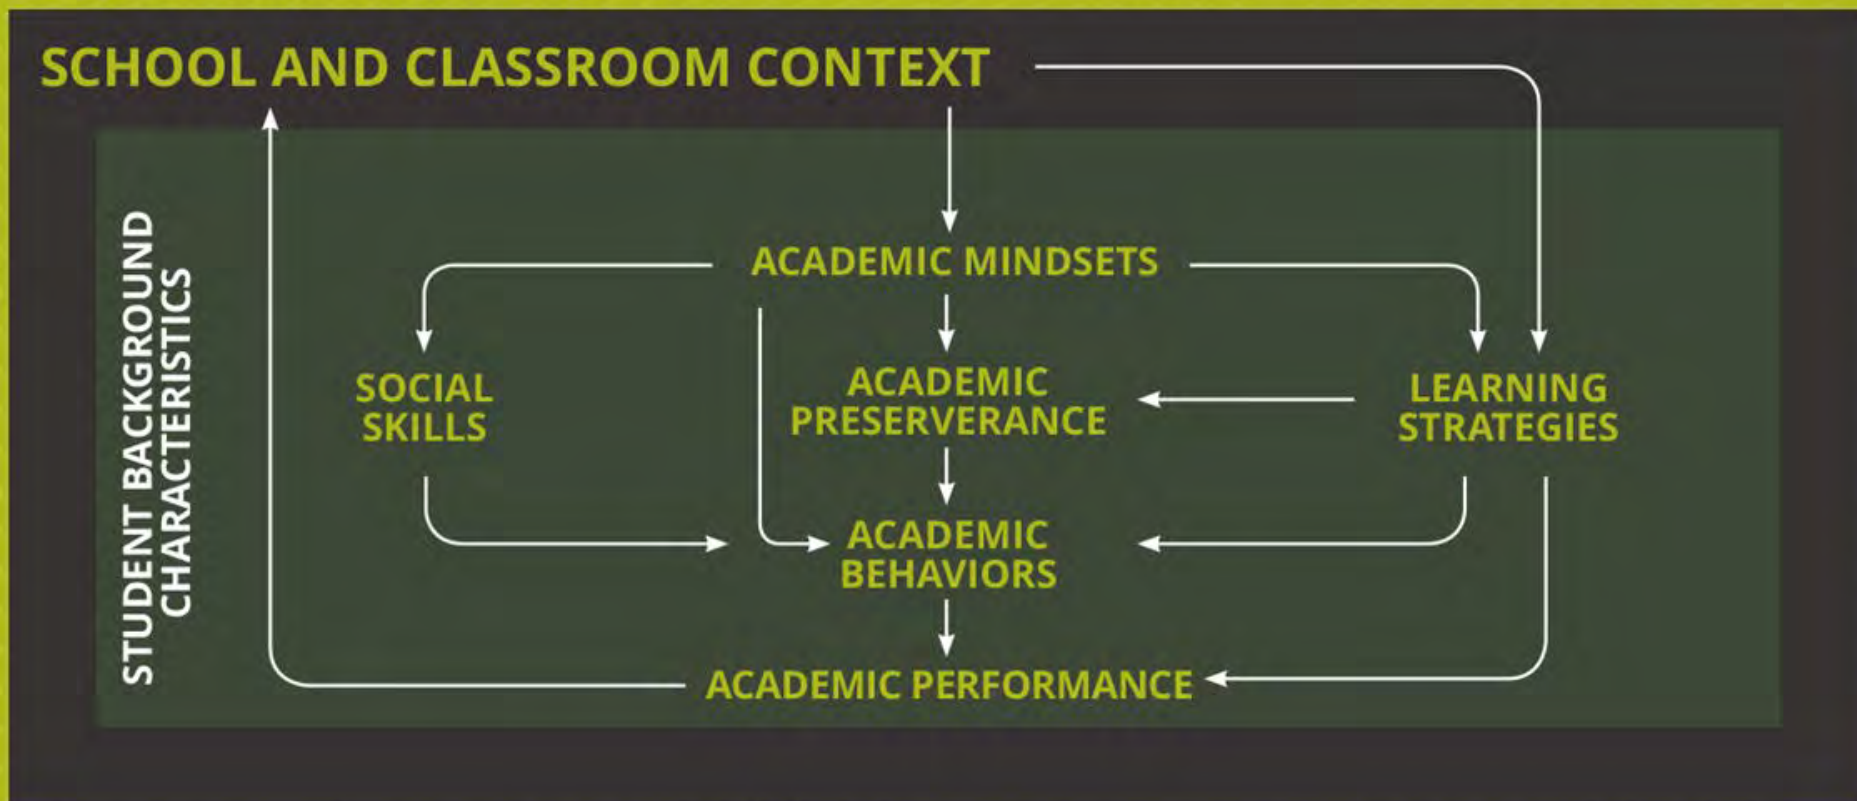 SCHOOL AND CLASSROOM CONTEXT
STUDENT BACKGROUND
CHARACTERISTICS
ACADEMIC MINDSETS
SOCIAL
SKILLS
ACADEMIC
PRESERVERANCE
LEARNING
STRATEGIES
ACADEMIC
BEHAVIORS
ACADEMIC PERFORMANCE